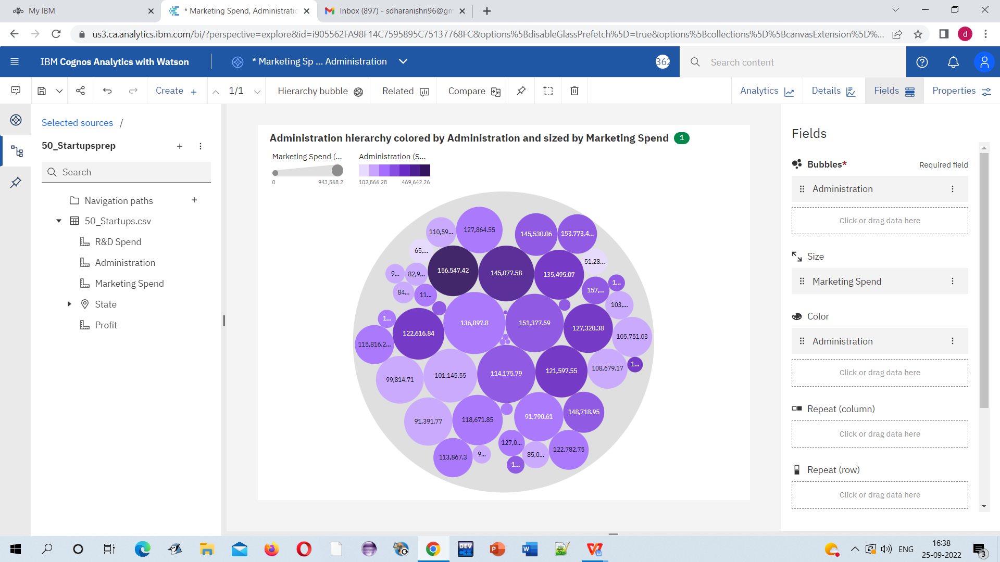 My IBM
* Marketing Spend, Administratic
Inbox (897) - sdharanishri96@gm
us3.ca.analytics.ibm.com/bi/?perspective=explore&id=i905562FA98F14C7595895C75137768FC&options%5BdisableGlassPrefetch%5D=true&options%5Bcollections%5D%5BcanvasExtension%5D%...
d
IBM Cognos Analytics with Watson
* Marketing Sp ... Administration
362
Search content
Create
1/1
Hierarchy bubble
Related
Compare
Analytics
Details
Fields
Properties
Selected sources /
50_Startupsprep
Search
Navigation paths
50_Startups.csv
R&D Spend
Administration
Marketing Spend
State
Profit
Administration hierarchy colored by Administration and sized by Marketing Spend 1
Marketing Spend (...
Administration (S...
0 943,568.2
102,566.28 469,642.26
110,59...
127,864.55
145,530.06
153,773.4...
65,...
51,28...
156,547.42
145,077.58
135,495.07
9...
82,9...
1...
84...
11...
157,...
103,...
1...
136,897.8
151,377.59
127,320.38
122,616.84
105,751.03
115,816.2...
1...
99,814.71
101,145.55
114,175.79
121,597.55
108,679.17
91,391.77
118,671.85
91,790.61
148,718.95
113,867.3
9...
127,0...
85,0...
122,782.75
1...
Fields
Bubbles*
Required field
Administration
Click or drag data here
Size
Marketing Spend
Color
Administration
Click or drag data here
Repeat (column)
Click or drag data here
Repeat (row)
Click or drag data here
DEV
C++
P
W
ENG
16:38
25-09-2022
3